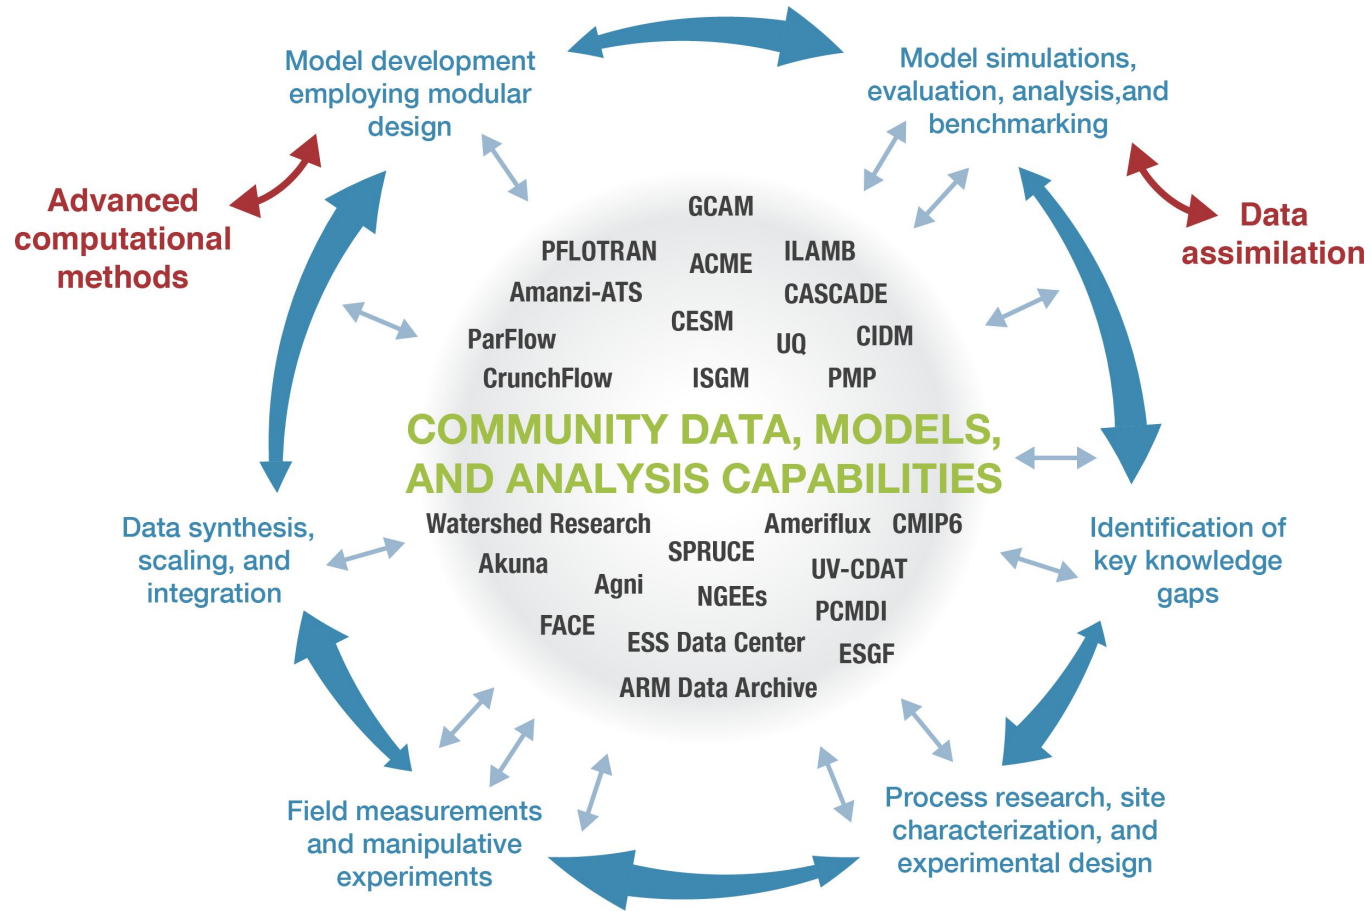 Model development
employing modular
design
Model simulations,
evaluation, analysis,and
benchmarking
Advanced
computational
methods
Data
assimilation
GCAM
PFLOTRAN
ACME
ILAMB
Amanzi-ATS
CASCADE
CESM
ParFlow
UQ
CIDM
CrunchFlow
ISGM
PMP
COMMUNITY DATA, MODELS,
AND ANALYSIS CAPABILITIES
Watershed Research
Ameriflux
CMIP6
SPRUCE
Akuna
UV-CDAT
Agni
NGEEs
PCMDI
FACE
ESS Data Center
ESGF
ARM Data Archive
Data synthesis,
scaling, and
integration
Identification of
key knowledge
gaps
Field measurements
and manipulative
experiments
Process research, site
characterization, and
experimental design